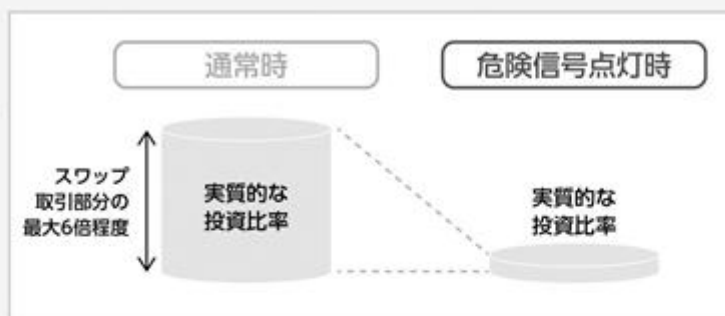 通常時
危険信号点灯時
スワップ
取引部分の
最大6倍程度
実質的な
投資比率
実質的な
投資比率